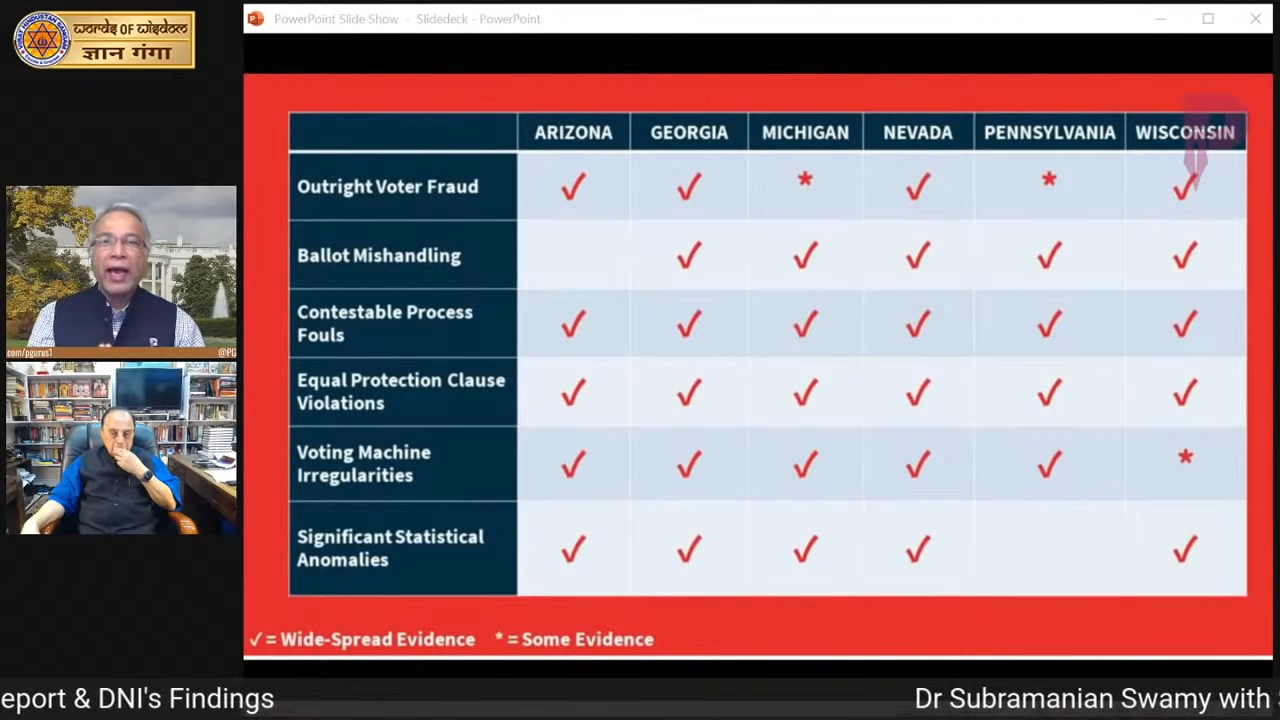 WORDS OF WISDOM
ज्ञान गंगा
PowerPoint Slide Show - Slidedeck - PowerPoint
ARIZONA GEORGIA MICHIGAN NEVADA PENNSYLVANIA WISCONSIN
Outright Voter Fraud ✓ ✓ * ✓ * ✓
Ballot Mishandling ✓ ✓ ✓ ✓ ✓
Contestable Process
Fouls ✓ ✓ ✓ ✓ ✓ ✓
Equal Protection Clause
Violations ✓ ✓ ✓ ✓ ✓ ✓
Voting Machine
Irregularities ✓ ✓ ✓ ✓ ✓ *
Significant Statistical
Anomalies ✓ ✓ ✓ ✓ ✓
✓ = Wide-Spread Evidence * = Some Evidence
.com/pgurus1 @PG
eport & DNI's Findings Dr Subramanian Swamy with